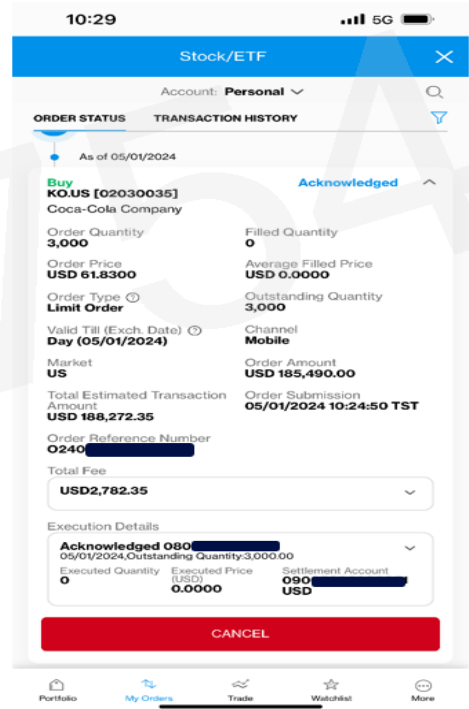 10:29
5G
Stock/ETF
Account: Personal
ORDER STATUS TRANSACTION HISTORY
As of 05/01/2024
Buy Acknowledged
KO.US [02030035]
Coca-Cola Company
Order Quantity Filled Quantity
3,000 0
Order Price Average Filled Price
USD 61.8300 USD 0.0000
Order Type ? Outstanding Quantity
Limit Order 3,000
Valid Till (Exch. Date) ? Channel
Day (05/01/2024) Mobile
Market Order Amount
US USD 185,490.00
Total Estimated Transaction Order Submission
Amount 05/01/2024 10:24:50 TST
USD 188,272.35
Order Reference Number
O240
Total Fee
USD2,782.35
Execution Details
Acknowledged 080
05/01/2024,Outstanding Quantity:3,000.00
Executed Quantity Executed Price Settlement Account
0 (USD) 090
0.0000 USD
CANCEL
Portfolio My Orders Trade Watchlist More